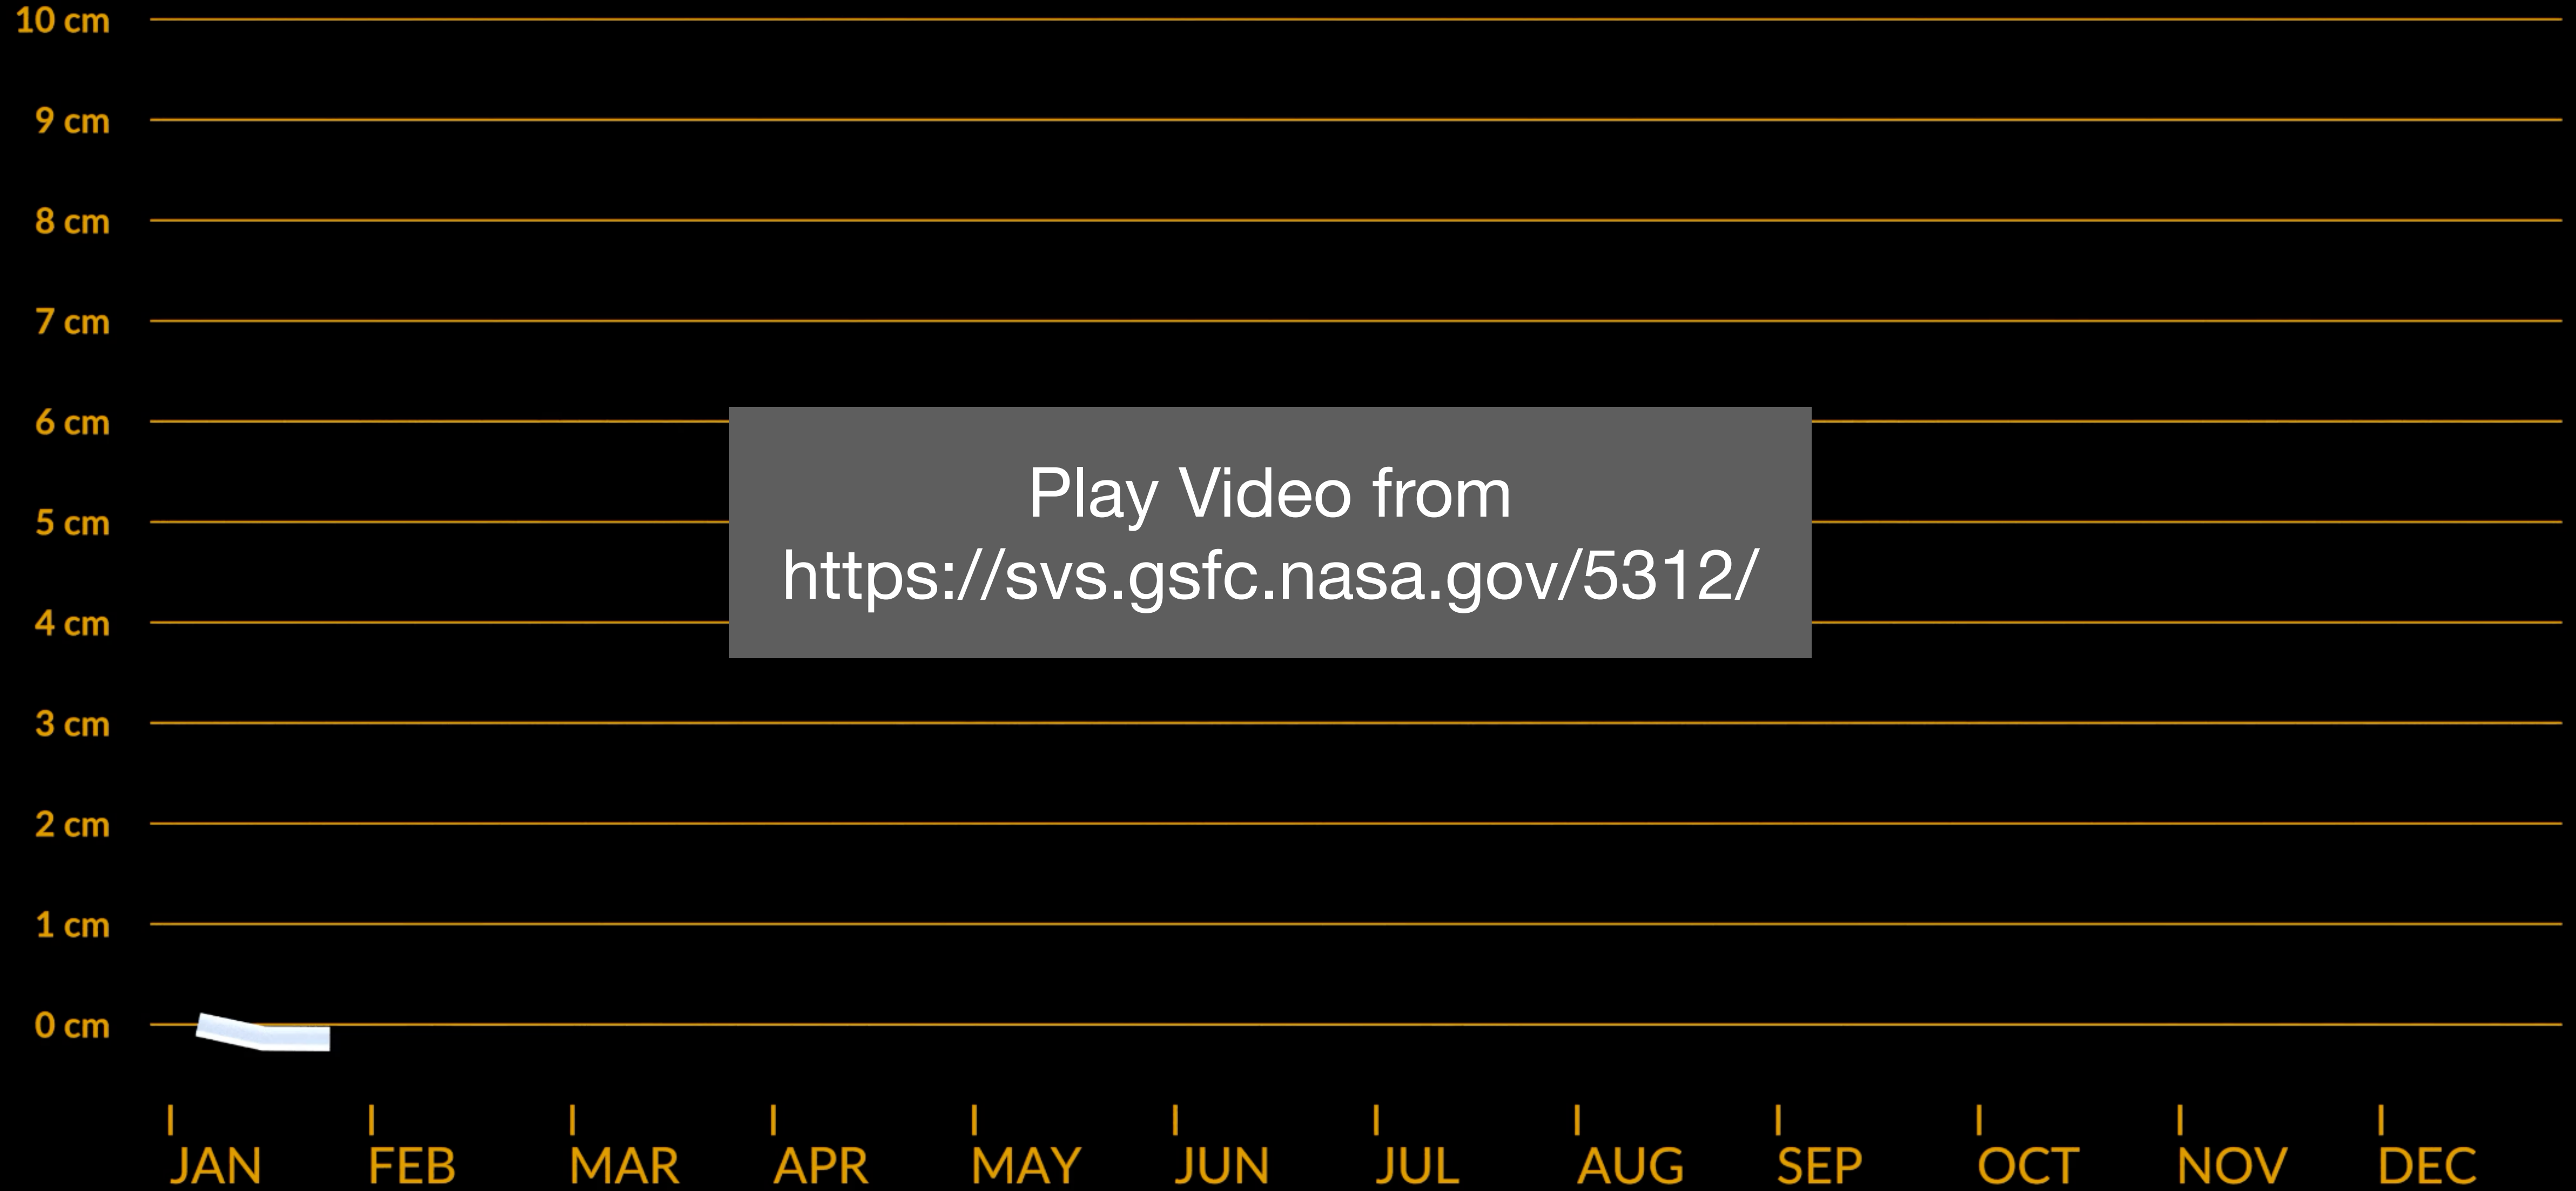 10 cm
9 cm
8 cm
7 cm
6 cm
Play Video from
5 cm
https://svs.gsfc.nasa.gov/5312/
4 cm
3 cm
2 cm
1 cm
0 cm
JAN FEB MAR APR MAY JUN JUL AUG SEP OCT NOV DEC